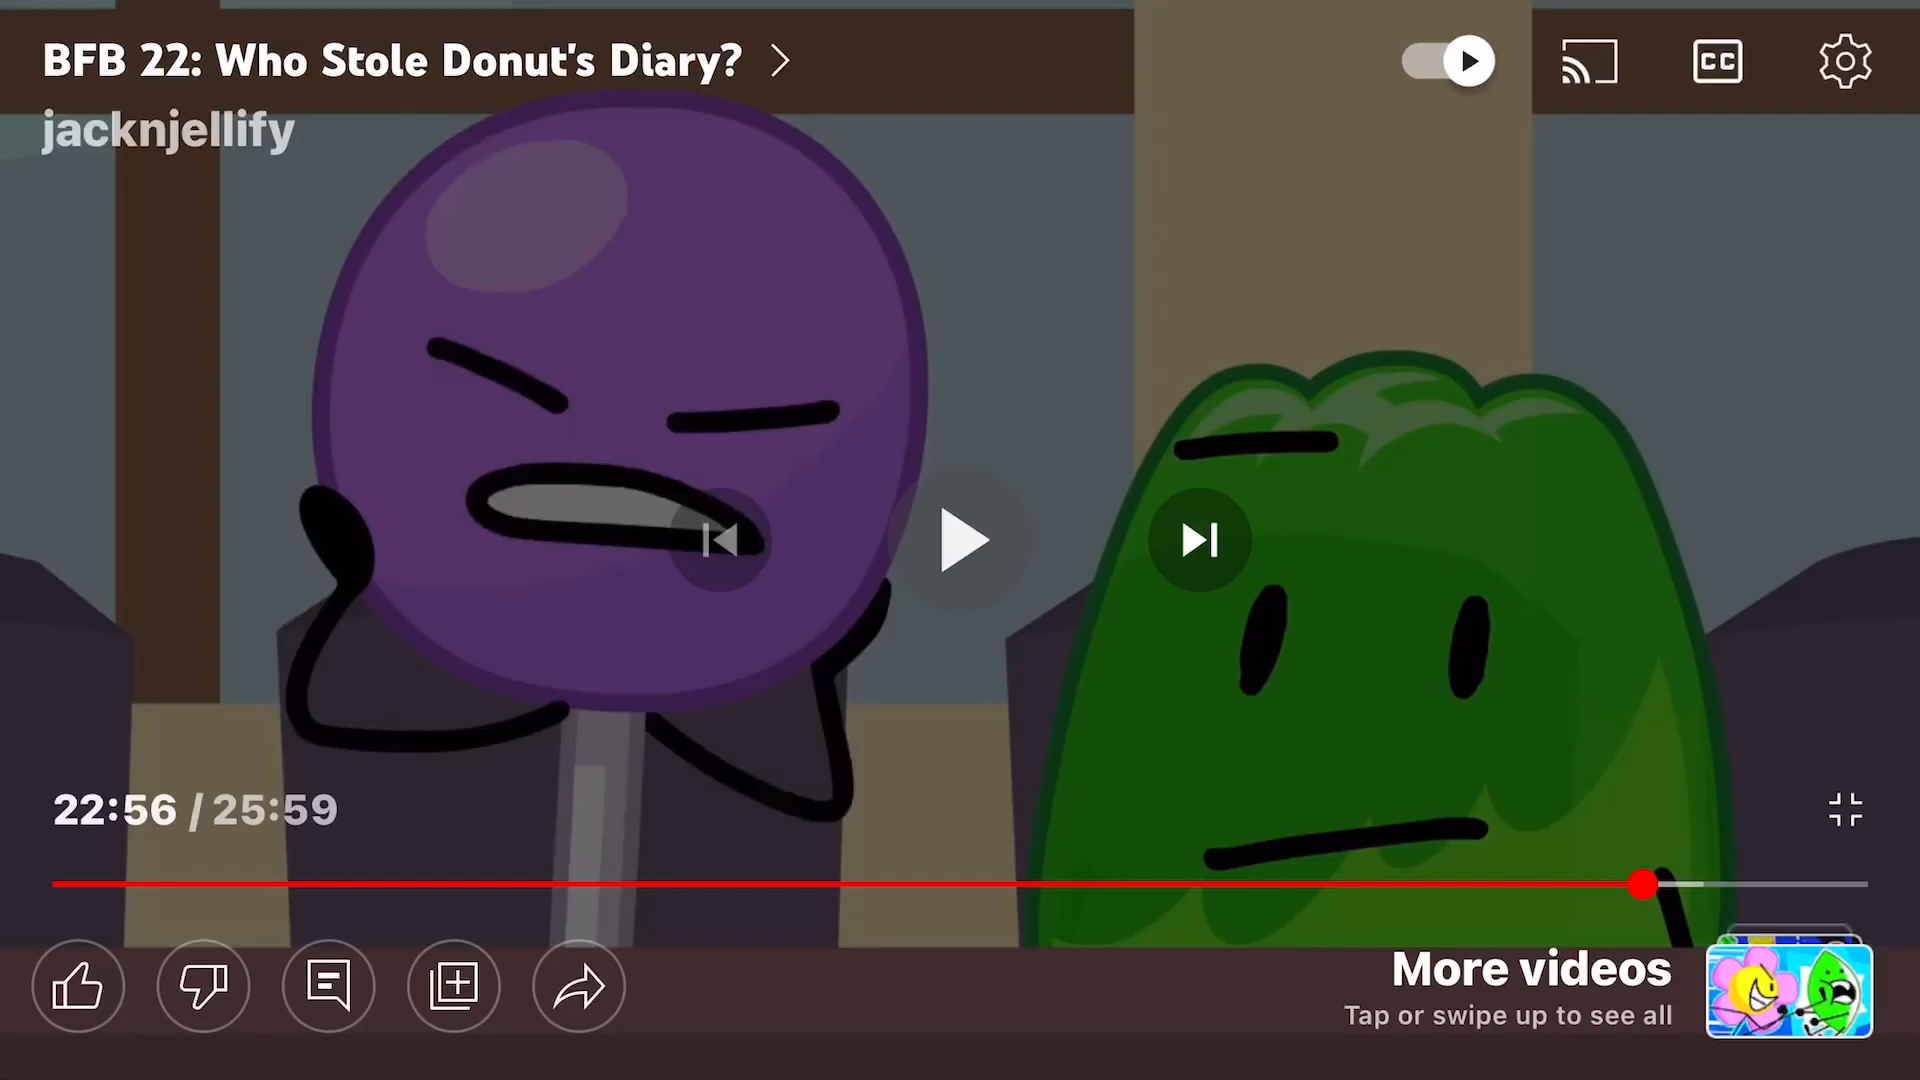 BFB 22: Who Stole Donut's Diary?
jacknjellify
CC
22:56 / 25:59
More videos
Tap or swipe up to see all